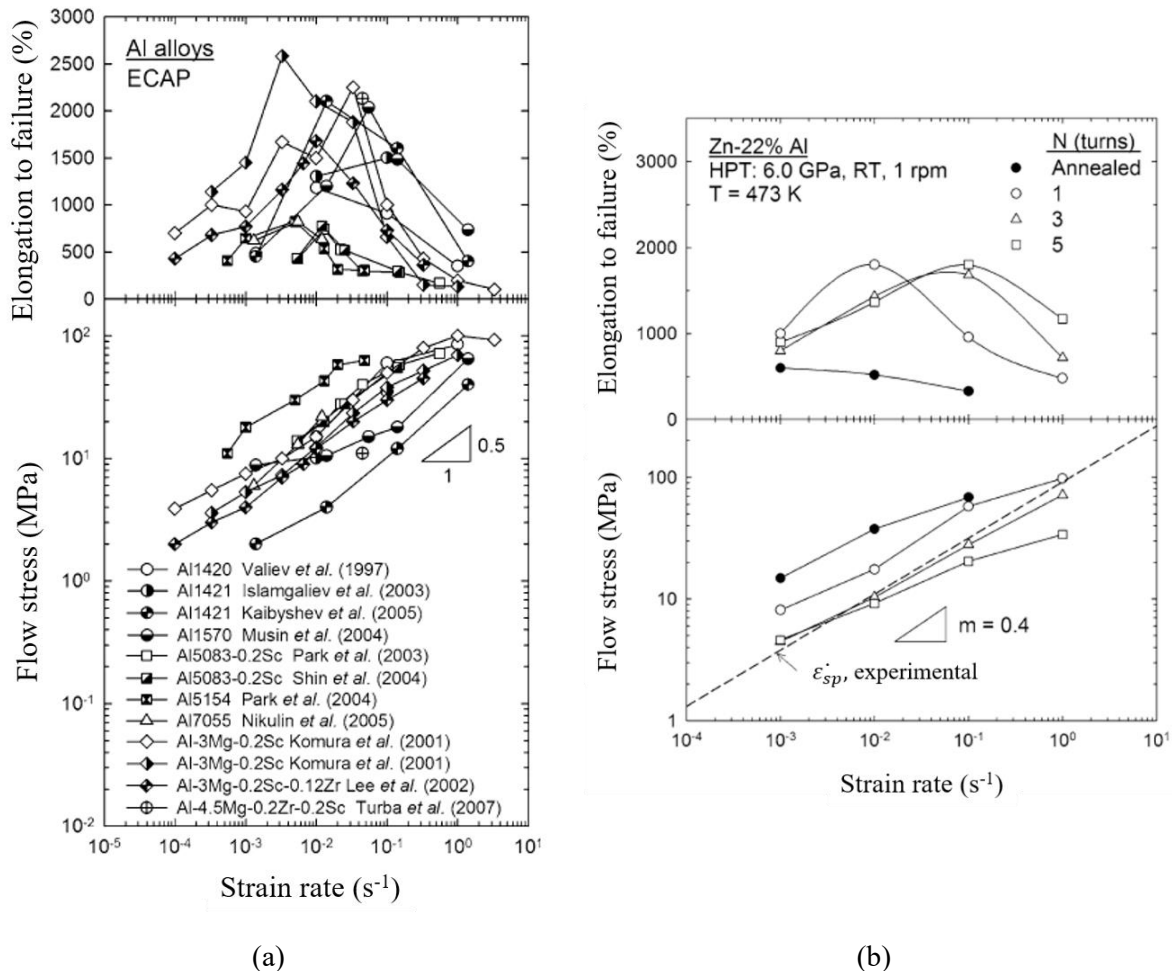 Al alloys
ECAP
Elongation to failure (%)
3000
2500
2000
1500
1000
500
0
Flow stress (MPa)
10²
10¹
10⁰
10⁻¹
10⁻²
0.5
1
Al1420 Valiev et al. (1997)
Al1421 Islamgaliev et al. (2003)
Al1421 Kaibyshev et al. (2005)
Al1570 Musin et al. (2004)
Al5083-0.2Sc Park et al. (2003)
Al5083-0.2Sc Shin et al. (2004)
Al5154 Park et al. (2004)
Al7055 Nikulin et al. (2005)
Al-3Mg-0.2Sc Komura et al. (2001)
Al-3Mg-0.2Sc Komura et al. (2001)
Al-3Mg-0.2Sc-0.12Zr Lee et al. (2002)
Al-4.5Mg-0.2Zr-0.2Sc Turba et al. (2007)
10⁻⁵ 10⁻⁴ 10⁻³ 10⁻² 10⁻¹ 10⁰ 10¹
Strain rate (s⁻¹)
(a)
Zn-22% Al
HPT: 6.0 GPa, RT, 1 rpm
T = 473 K
N (turns)
Annealed
1
3
5
Elongation to failure (%)
3000
2000
1000
0
Flow stress (MPa)
100
10
1
m = 0.4
ε̇sp, experimental
10⁻⁴ 10⁻³ 10⁻² 10⁻¹ 10⁰ 10¹
Strain rate (s⁻¹)
(b)